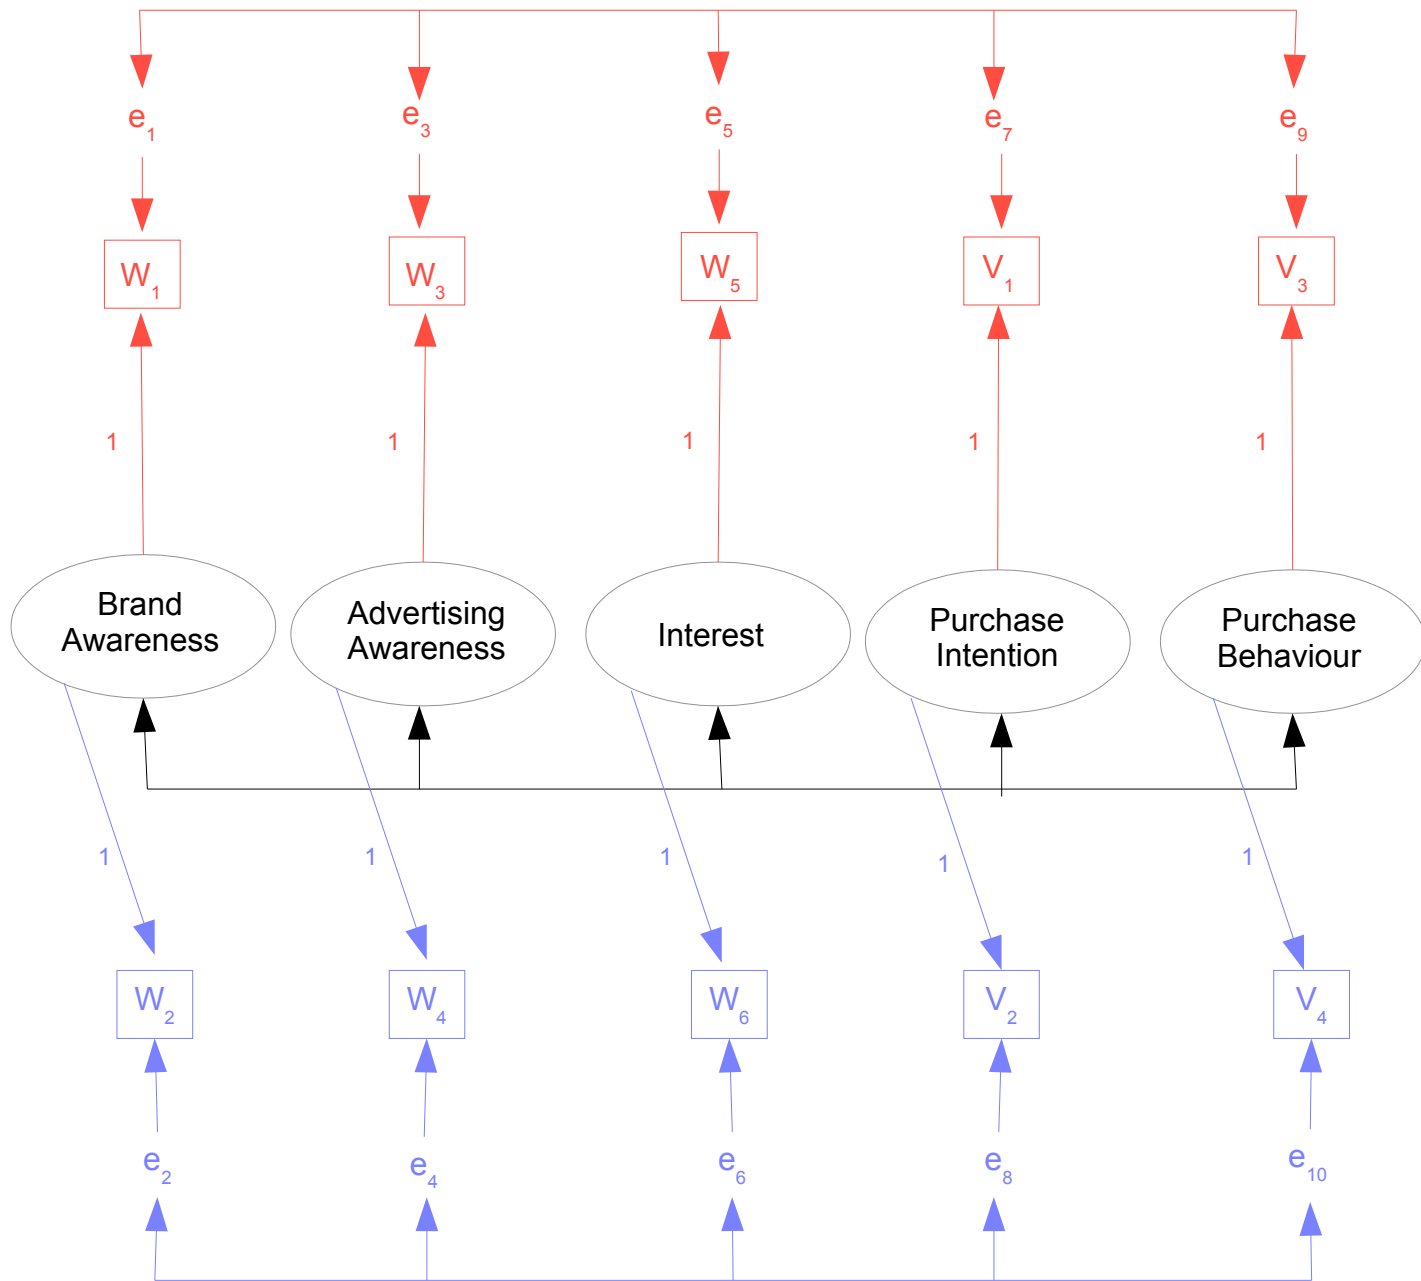 e1 e3 e5 e7 e9
W1 W3 W5 V1 V3
1 1 1 1 1
Brand
Awareness
Advertising
Awareness
Interest
Purchase
Intention
Purchase
Behaviour
1 1 1 1 1
W2 W4 W6 V2 V4
e2 e4 e6 e8 e10